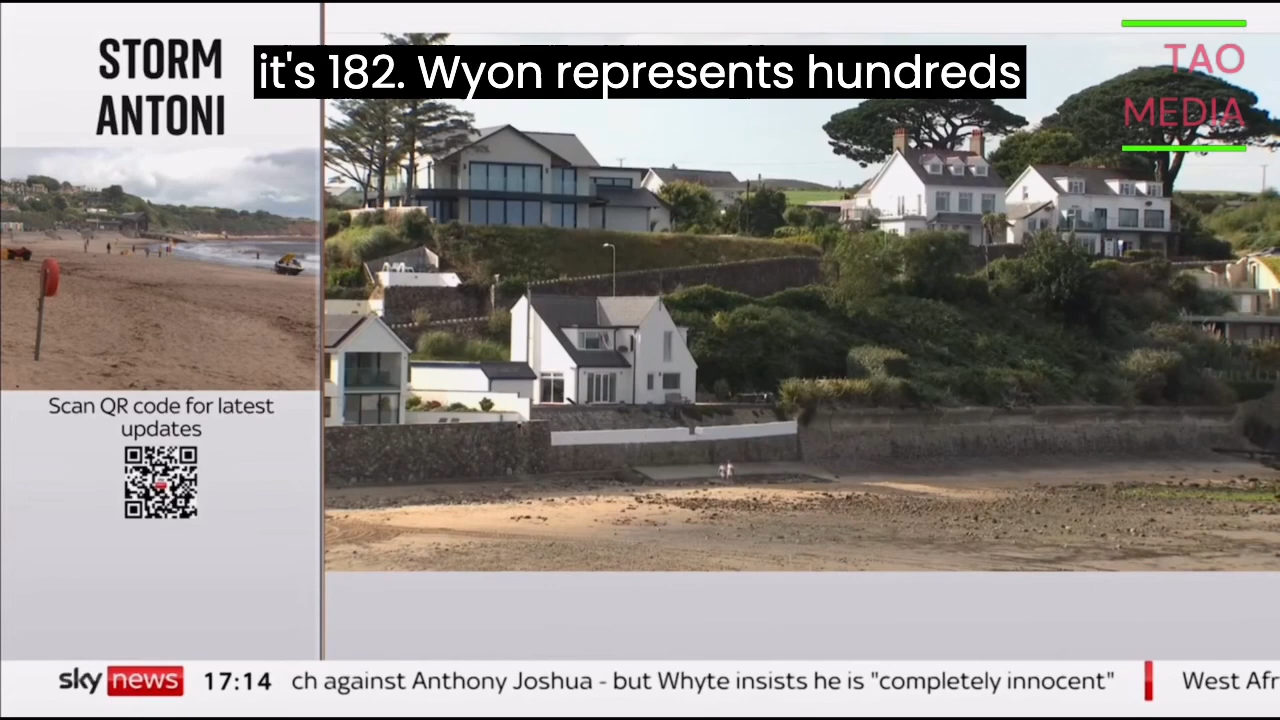 STORM
ANTONI
it's 182. Wyon represents hundreds
TAO
MEDIA
Scan QR code for latest
updates
sky news 17:14 ch against Anthony Joshua - but Whyte insists he is "completely innocent" West Afr